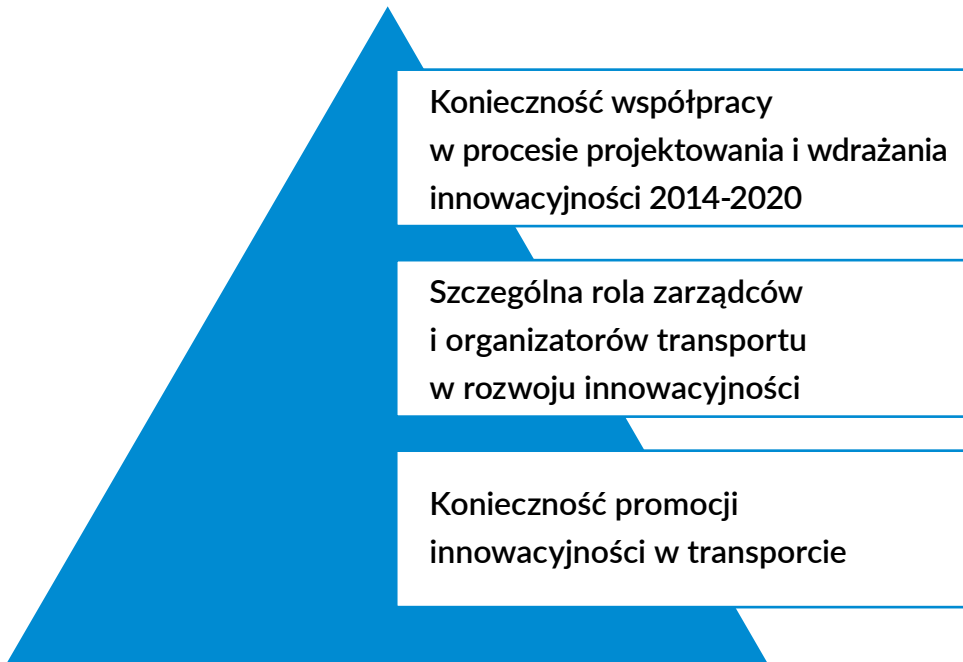 Konieczność współpracy
w procesie projektowania i wdrażania
innowacyjności 2014-2020
Szczególna rola zarządców
i organizatorów transportu
w rozwoju innowacyjności
Konieczność promocji
innowacyjności w transporcie